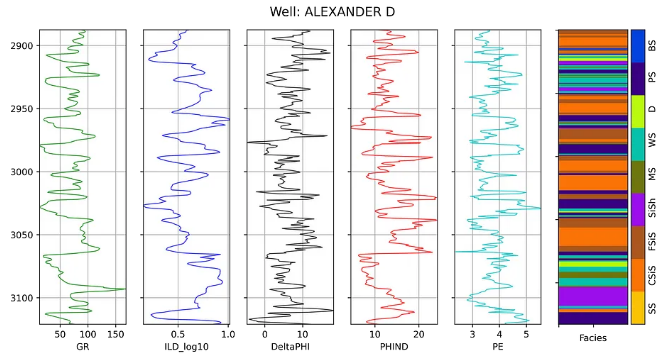 Well: ALEXANDER D
2900
2950
3000
3050
3100
50 100 150
GR
0.5 1.0
ILD_log10
0 10
DeltaPHI
10 20
PHIND
3 4 5
PE
Facies
BS
PS
D
WS
MS
SiSh
FSiS
CSiS
SS